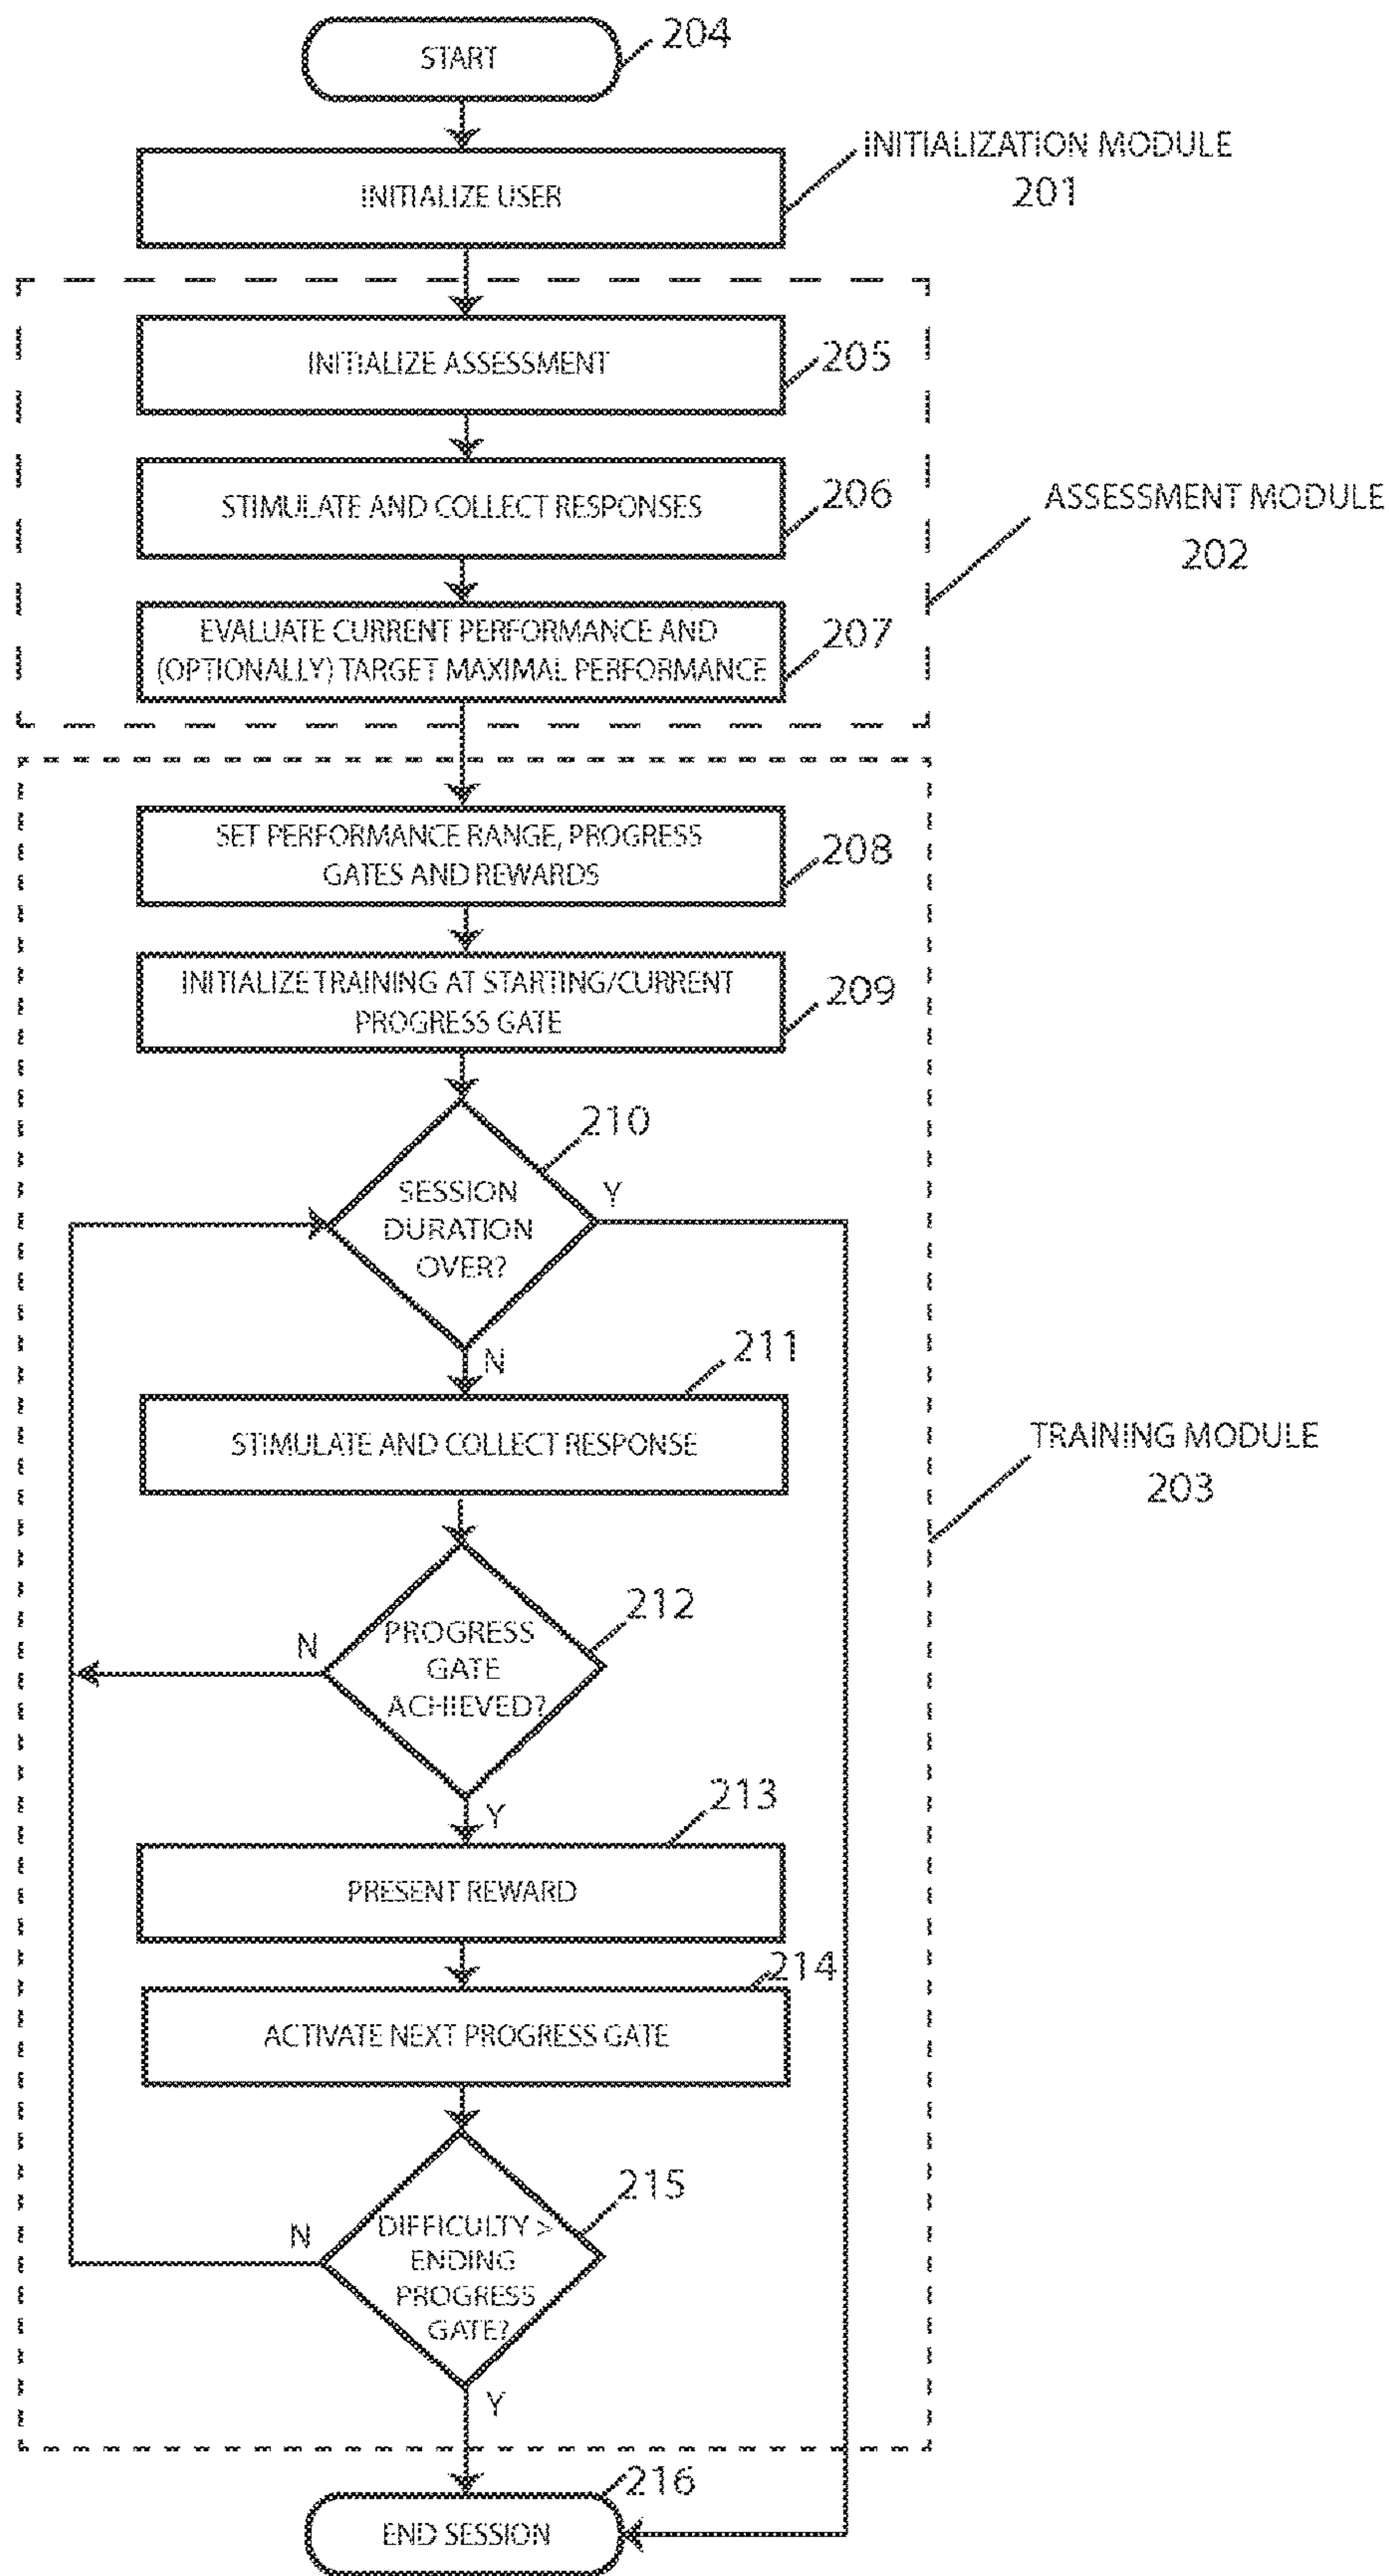 START
204
INITIALIZE USER
INITIALIZATION MODULE
201
INITIALIZE ASSESSMENT
205
STIMULATE AND COLLECT RESPONSES
206
ASSESSMENT MODULE
202
EVALUATE CURRENT PERFORMANCE AND
(OPTIONALLY) TARGET MAXIMAL PERFORMANCE
207
SET PERFORMANCE RANGE, PROGRESS
GATES AND REWARDS
208
INITIALIZE TRAINING AT STARTING/CURRENT
PROGRESS GATE
209
210
SESSION
DURATION
OVER?
Y
N
211
STIMULATE AND COLLECT RESPONSE
TRAINING MODULE
203
212
PROGRESS
GATE
ACHIEVED?
N
Y
213
PRESENT REWARD
214
ACTIVATE NEXT PROGRESS GATE
215
DIFFICULTY >
ENDING
PROGRESS
GATE?
N
Y
216
END SESSION